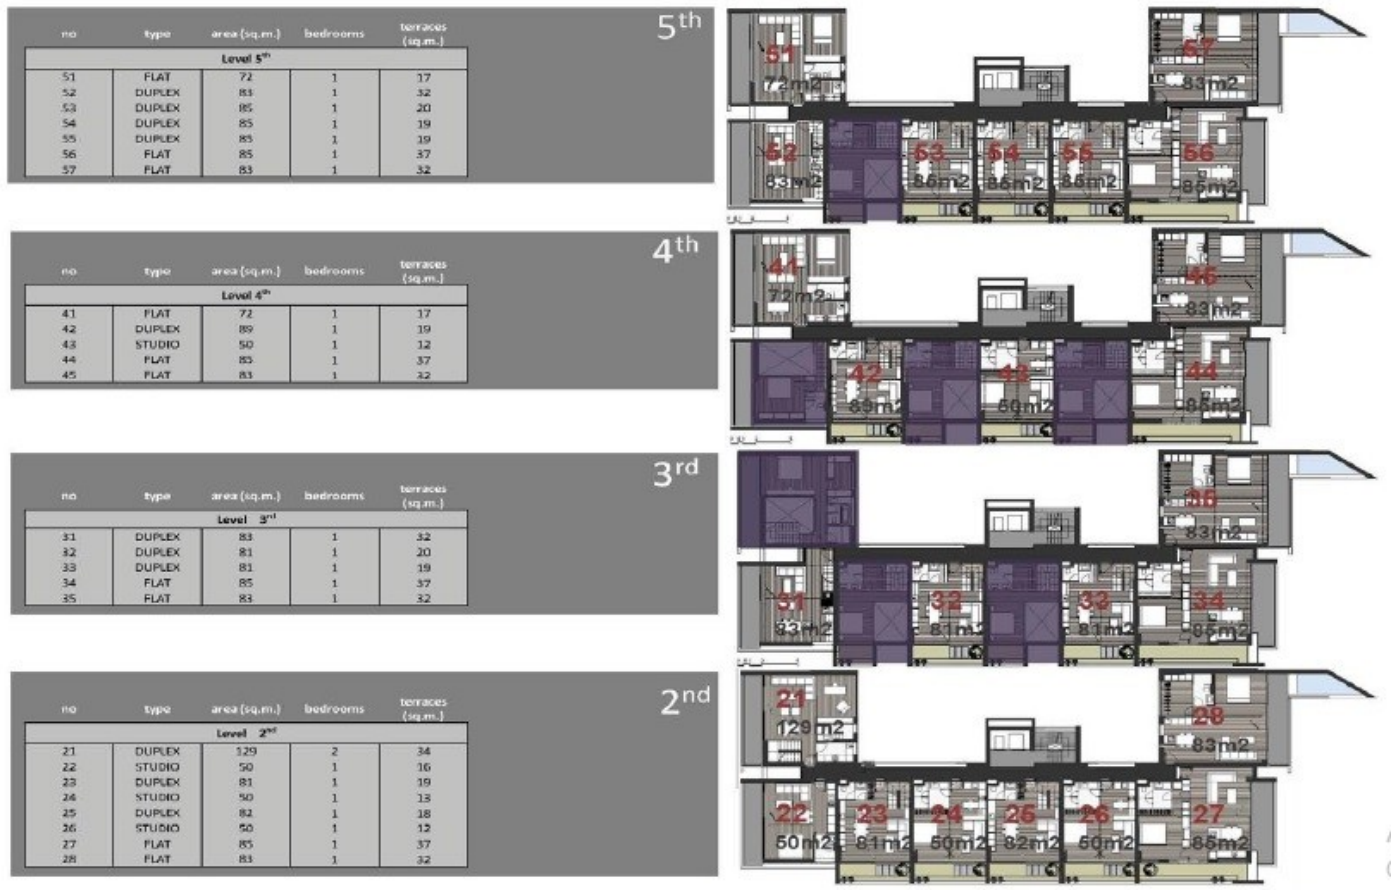 5th
no type area (sq.m.) bedrooms terraces (sq.m.)
Level 5th
51 FLAT 72 1 17
52 DUPLEX 83 1 32
53 DUPLEX 85 1 20
54 DUPLEX 85 1 19
55 DUPLEX 85 1 19
56 FLAT 85 1 37
57 FLAT 83 1 32
51
72m2
57
83m2
52
83m2
53
85m2
54
85m2
55
85m2
56
85m2
4th
no type area (sq.m.) bedrooms terraces (sq.m.)
Level 4th
41 FLAT 72 1 17
42 DUPLEX 89 1 19
43 STUDIO 50 1 12
44 FLAT 85 1 37
45 FLAT 83 1 32
41
72m2
45
83m2
42
89m2
43
50m2
44
85m2
3rd
no type area (sq.m.) bedrooms terraces (sq.m.)
Level 3rd
31 DUPLEX 83 1 32
32 DUPLEX 81 1 20
33 DUPLEX 81 1 19
34 FLAT 85 1 37
35 FLAT 83 1 32
35
83m2
31
83m2
32
81m2
33
81m2
34
85m2
2nd
no type area (sq.m.) bedrooms terraces (sq.m.)
Level 2nd
21 DUPLEX 129 2 34
22 STUDIO 50 1 16
23 DUPLEX 81 1 19
24 STUDIO 50 1 13
25 DUPLEX 82 1 18
26 STUDIO 50 1 12
27 FLAT 85 1 37
28 FLAT 83 1 32
21
129m2
28
83m2
22
50m2
23
81m2
24
50m2
25
82m2
26
50m2
27
85m2